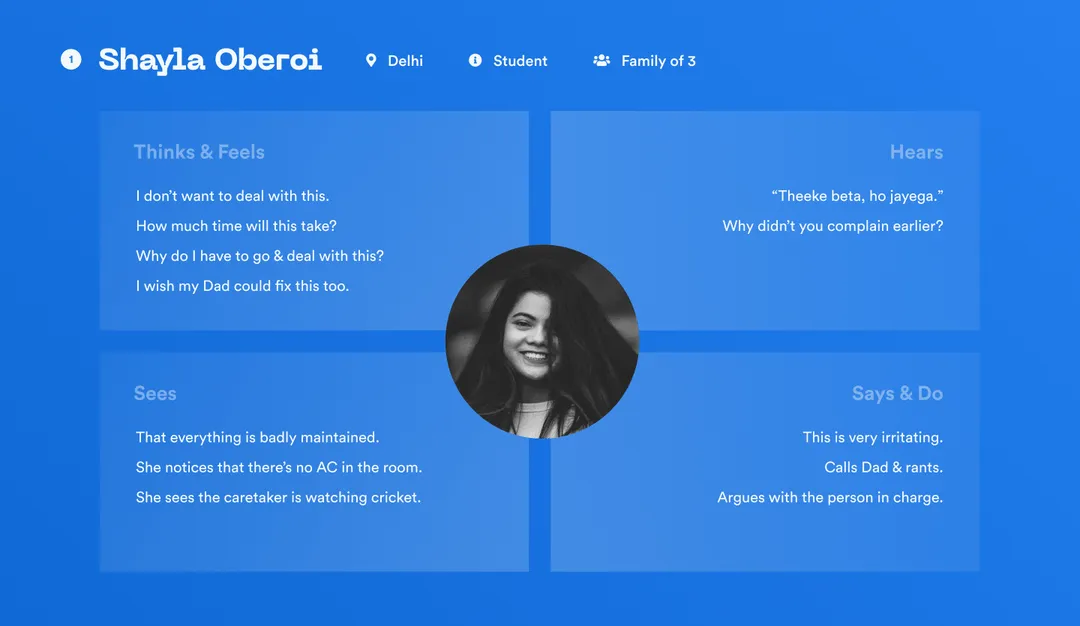 1 Shayla Oberoi Delhi Student Family of 3
Thinks & Feels
I don’t want to deal with this.
How much time will this take?
Why do I have to go & deal with this?
I wish my Dad could fix this too.
Hears
“Theeke beta, ho jayega.”
Why didn’t you complain earlier?
Sees
That everything is badly maintained.
She notices that there’s no AC in the room.
She sees the caretaker is watching cricket.
Says & Do
This is very irritating.
Calls Dad & rants.
Argues with the person in charge.